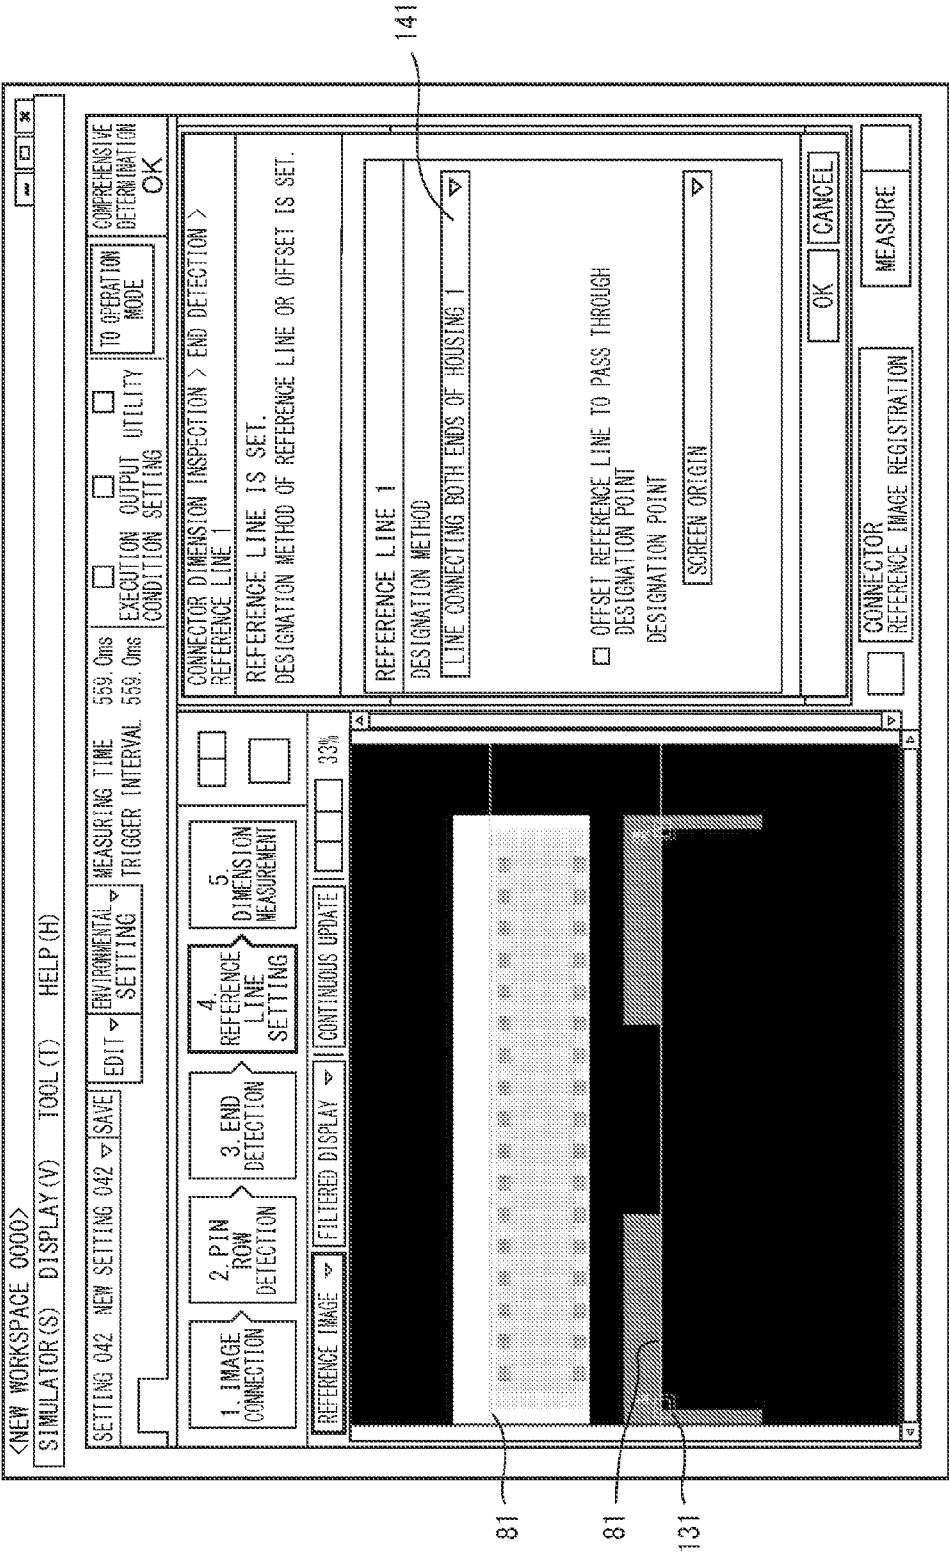 <NEW WORKSPACE 0000>
SIMULATOR(S) DISPLAY(V) TOOL(T) HELP(H)
SETTING 042 NEW SETTING 042 SAVE
EDIT
ENVIRONMENTAL
SETTING
MEASURING TIME 559.0ms
TRIGGER INTERVAL 559.0ms
EXECUTION OUTPUT UTILITY
CONDITION SETTING
TO OPERATION
MODE
COMPREHENSIVE
DETERMINATION
OK
1. IMAGE
CONNECTION
2. PIN
ROW
DETECTION
3. END
DETECTION
4.
REFERENCE
LINE
SETTING
5.
DIMENSION
MEASUREMENT
REFERENCE IMAGE
FILTERED DISPLAY
CONTINUOUS UPDATE
33%
CONNECTOR DIMENSION INSPECTION > END DETECTION >
REFERENCE LINE 1
REFERENCE LINE IS SET.
DESIGNATION METHOD OF REFERENCE LINE OR OFFSET IS SET.
REFERENCE LINE 1
DESIGNATION METHOD
LINE CONNECTING BOTH ENDS OF HOUSING 1
OFFSET REFERENCE LINE TO PASS THROUGH
DESIGNATION POINT
DESIGNATION POINT
SCREEN ORIGIN
OK
CANCEL
CONNECTOR
REFERENCE IMAGE REGISTRATION
MEASURE
141
81
81
131